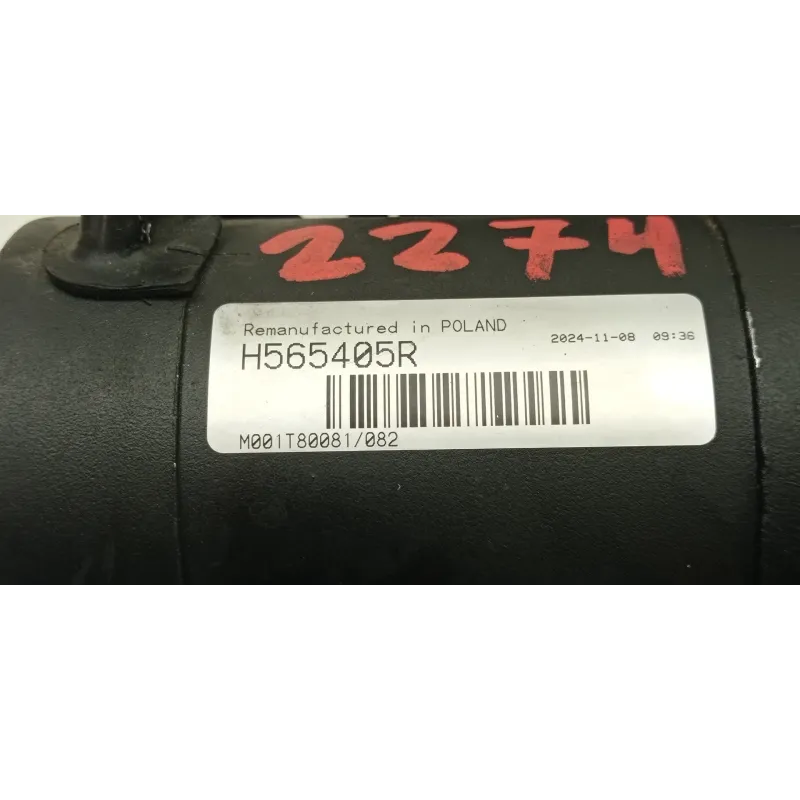 2274
Remanufactured in POLAND
2024-11-08 09:36
H565405R
M001T80081/082